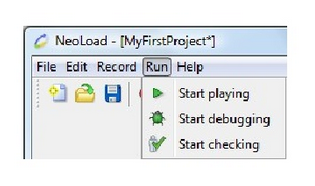 NeoLoad - [MyFirstProject*]
File Edit Record Run Help
Start playing
Start debugging
Start checking